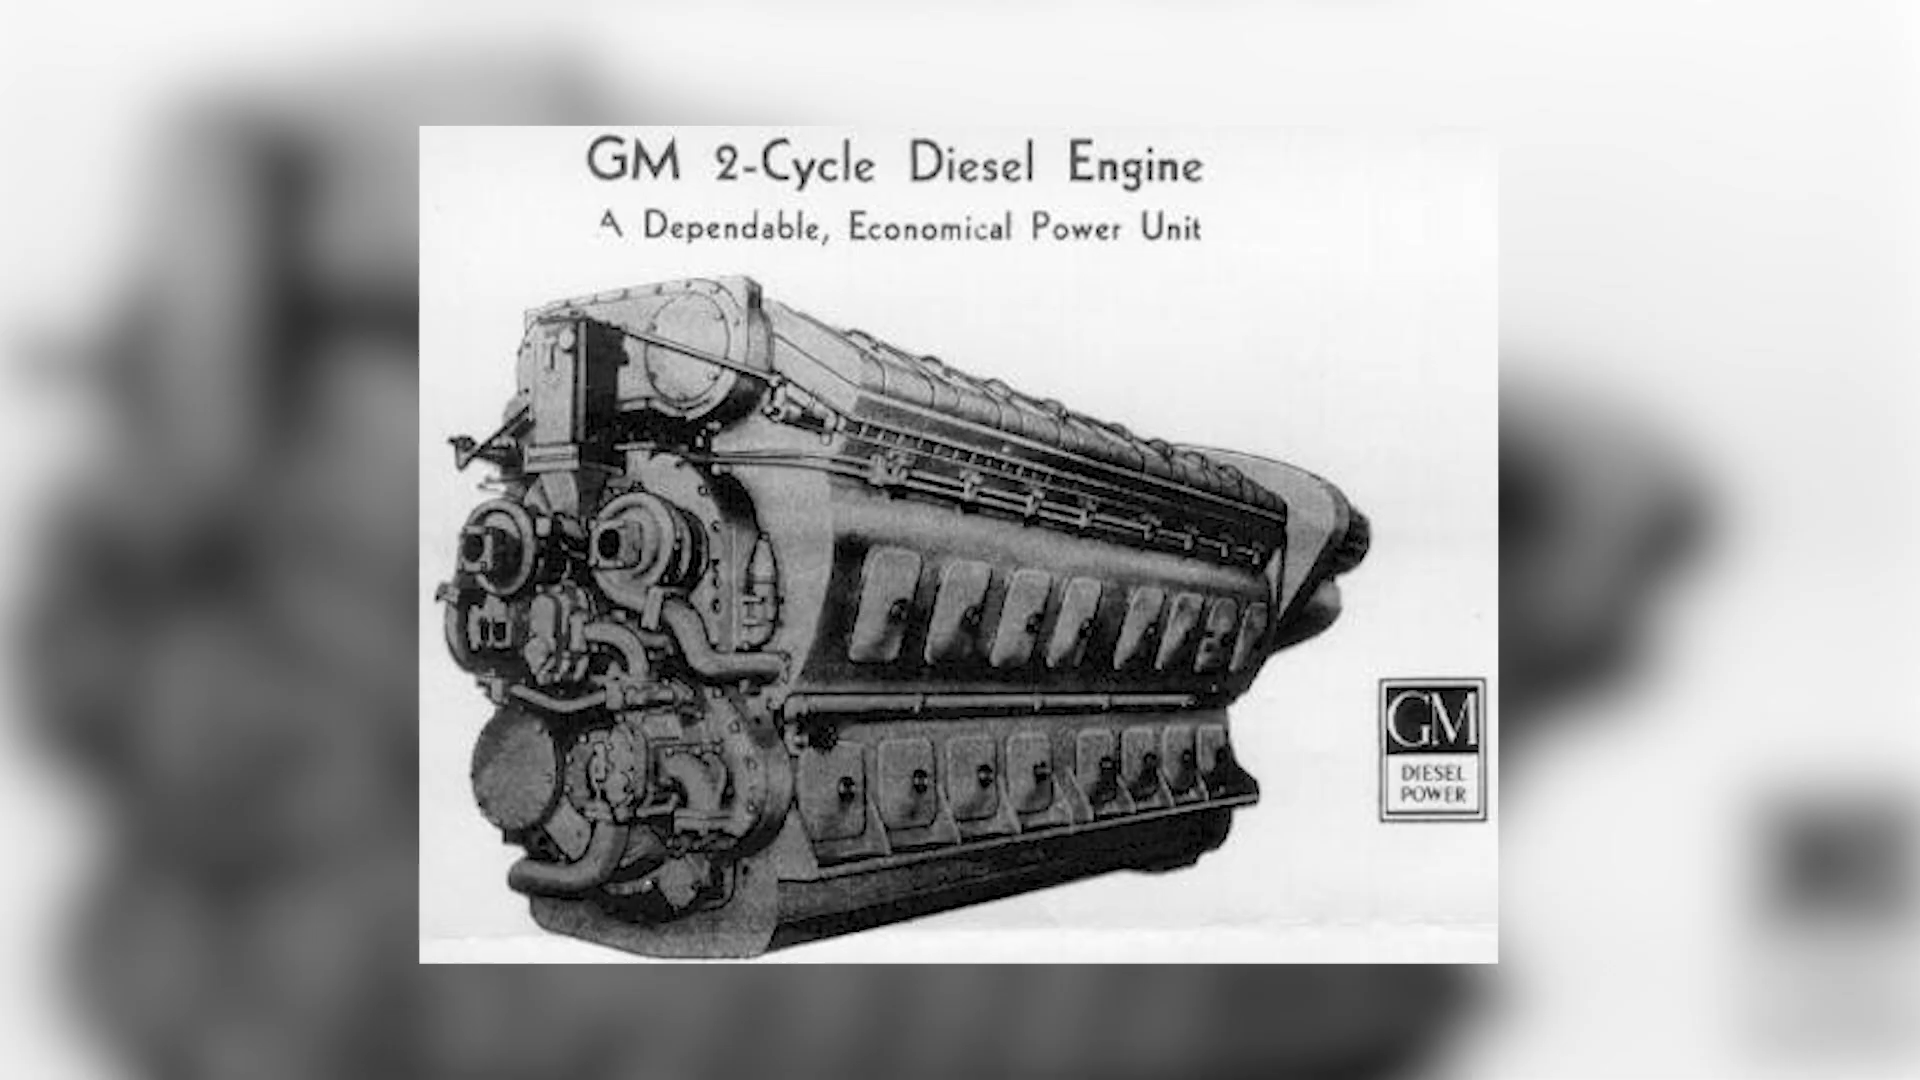 GM 2-Cycle Diesel Engine
A Dependable, Economical Power Unit
GM
DIESEL
POWER